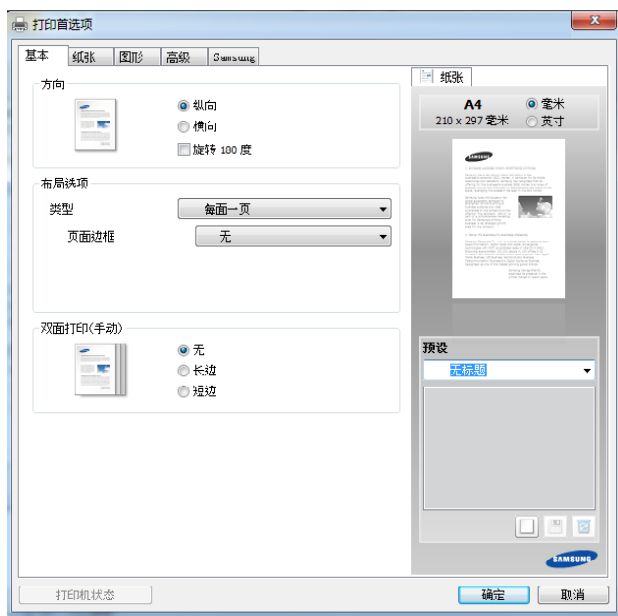 打印首选项
基本 纸张 图形 高级 Samsung
方向
纵向
横向
旋转 180 度
布局选项
类型 每面一页
页面边框 无
双面打印(手动)
无
长边
短边
纸张
A4
210 x 297 毫米
毫米
英寸
SAMSUNG
预设
无标题
SAMSUNG
打印机状态 确定 取消